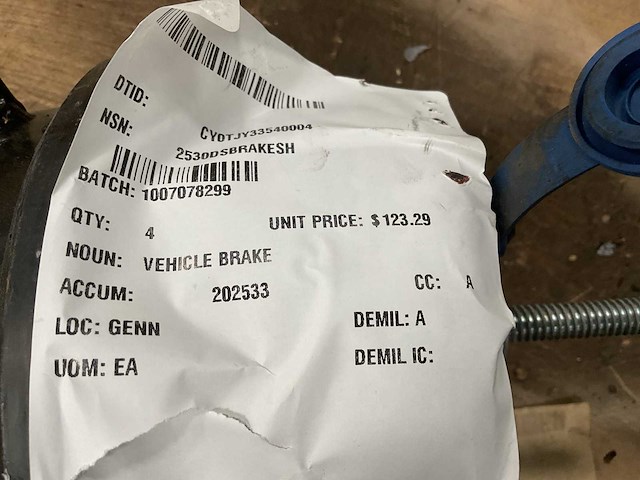 DTID:
CY0TJY33540004
NSN:
2530DSBRAKESH
BATCH: 1007078299
QTY: 4 UNIT PRICE: $123.29
NOUN: VEHICLE BRAKE
ACCUM: 202533 CC: A
LOC: GENN DEMIL: A
UOM: EA DEMIL IC: